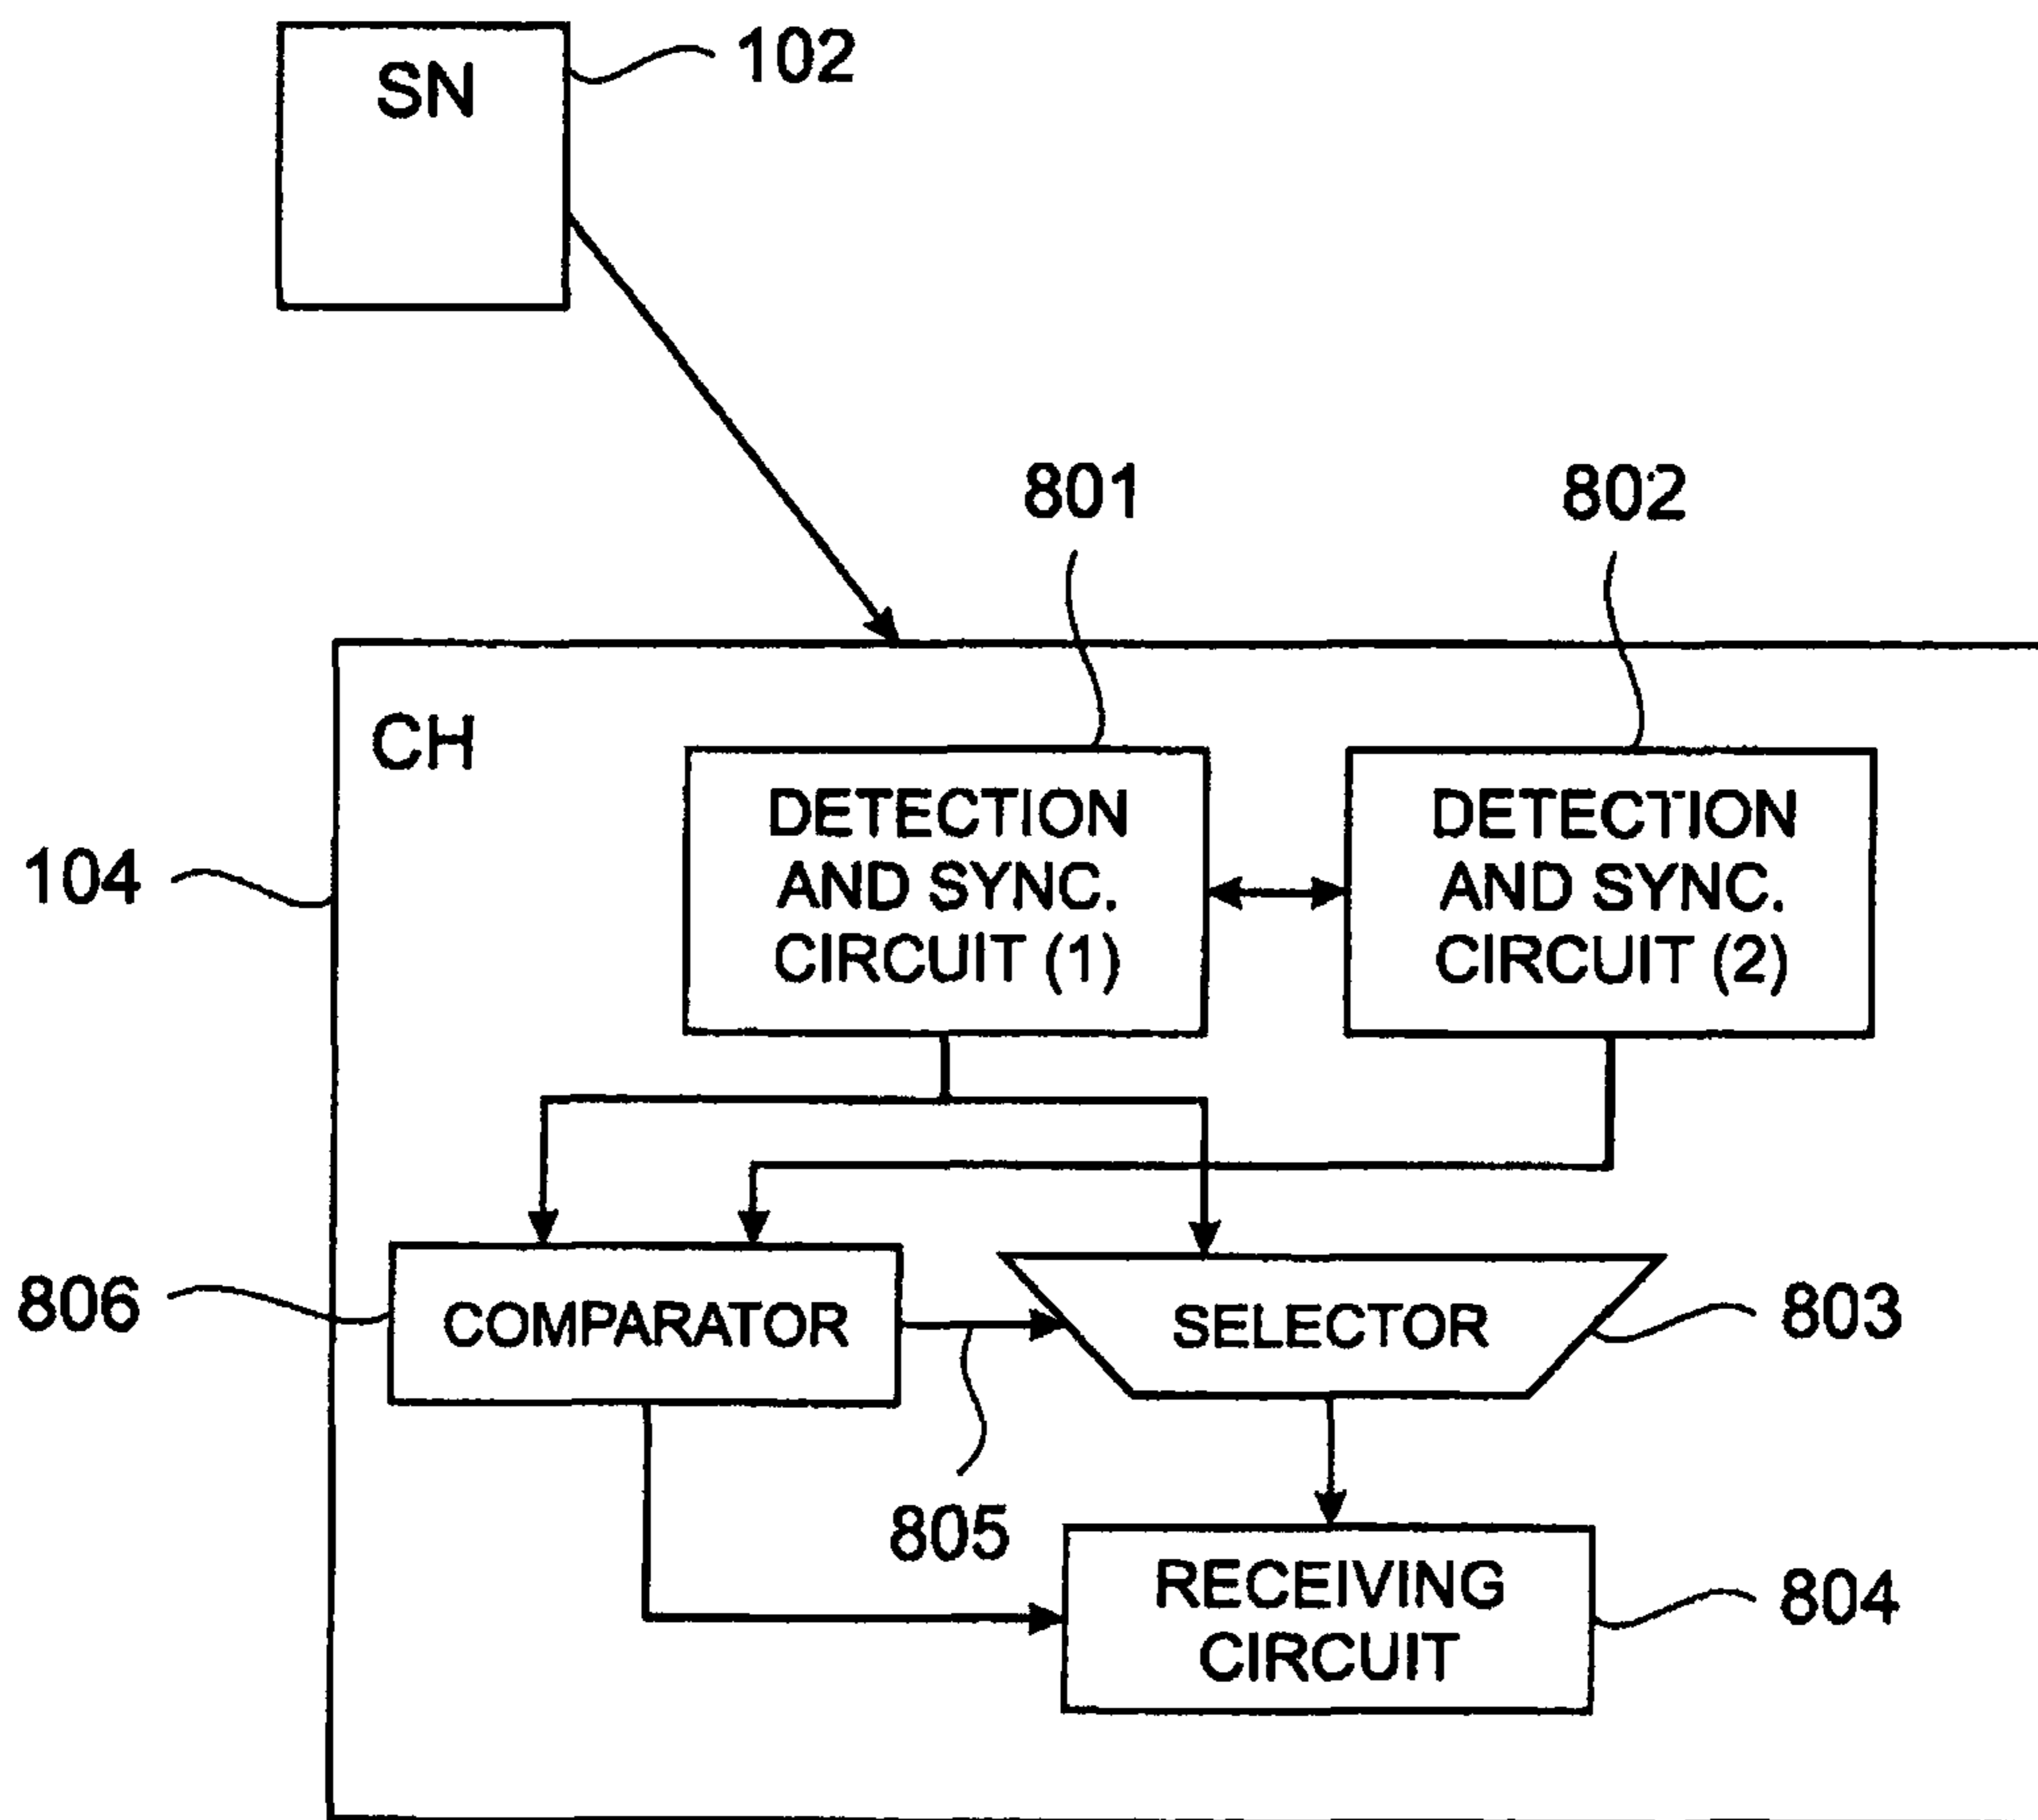 SN
102
801
802
CH
DETECTION
AND SYNC.
CIRCUIT (1)
DETECTION
AND SYNC.
CIRCUIT (2)
104
806
COMPARATOR
SELECTOR
803
805
RECEIVING
CIRCUIT
804